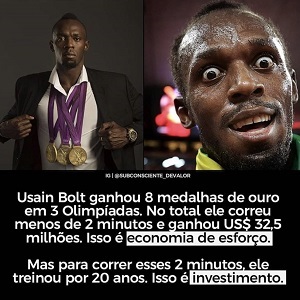 IG | @SUBCONSCIENTE_DEVALOR
Usain Bolt ganhou 8 medalhas de ouro
em 3 Olimpíadas. No total ele correu
menos de 2 minutos e ganhou US$ 32,5
milhões. Isso é economia de esforço.
Mas para correr esses 2 minutos, ele
treinou por 20 anos. Isso é investimento.